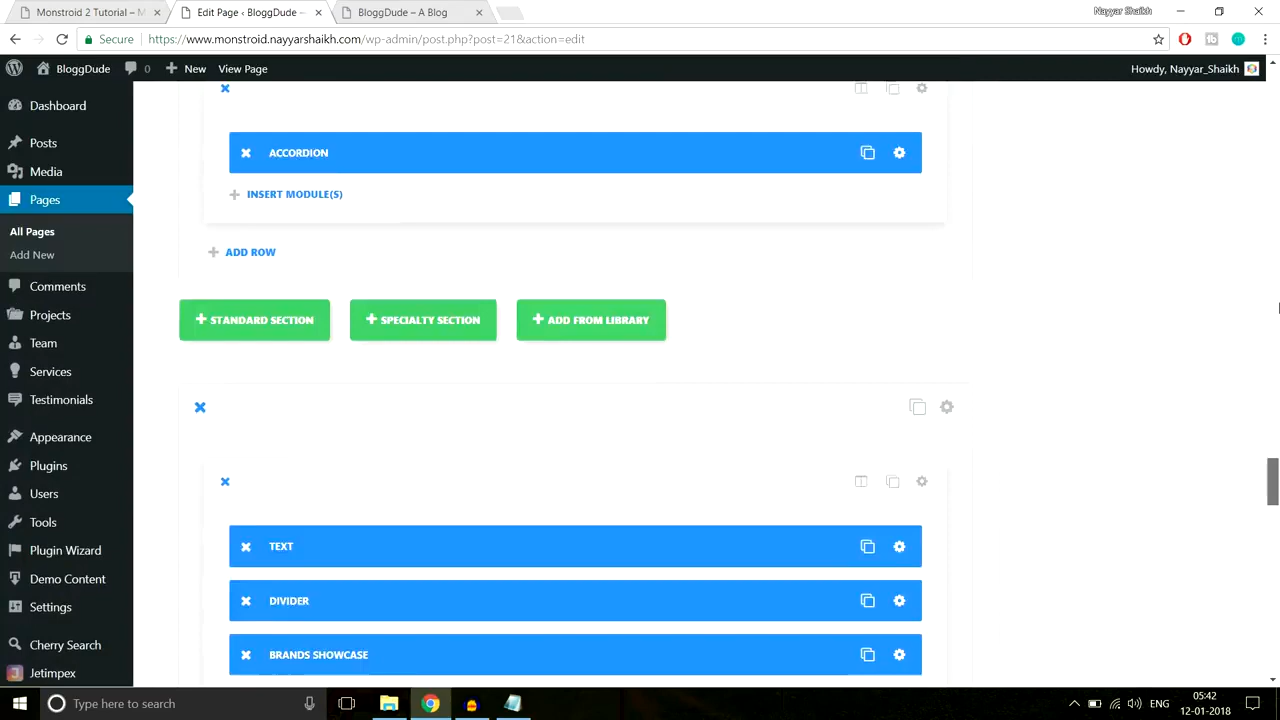 Monstroid 2 Tutorial – M
Edit Page ‹ BloggDude —
BloggDude – A Blog
Nayyar Shaikh
Secure
https://www.monstroid.nayyarshaikh.com/wp-admin/post.php?post=21&action=edit
BloggDude
0
New
View Page
Howdy, Nayyar_Shaikh
Dashboard
Posts
Media
Pages
All Pages
Add New
Comments
Projects
Team
Services
Testimonials
Appearance
Plugins
Users
Tools
Plugin Wizard
Demo Content
Settings
Cherry Search
Jetimpex
ACCORDION
INSERT MODULE(S)
ADD ROW
STANDARD SECTION
SPECIALTY SECTION
ADD FROM LIBRARY
TEXT
DIVIDER
BRANDS SHOWCASE
Type here to search
ENG
05:42
12-01-2018